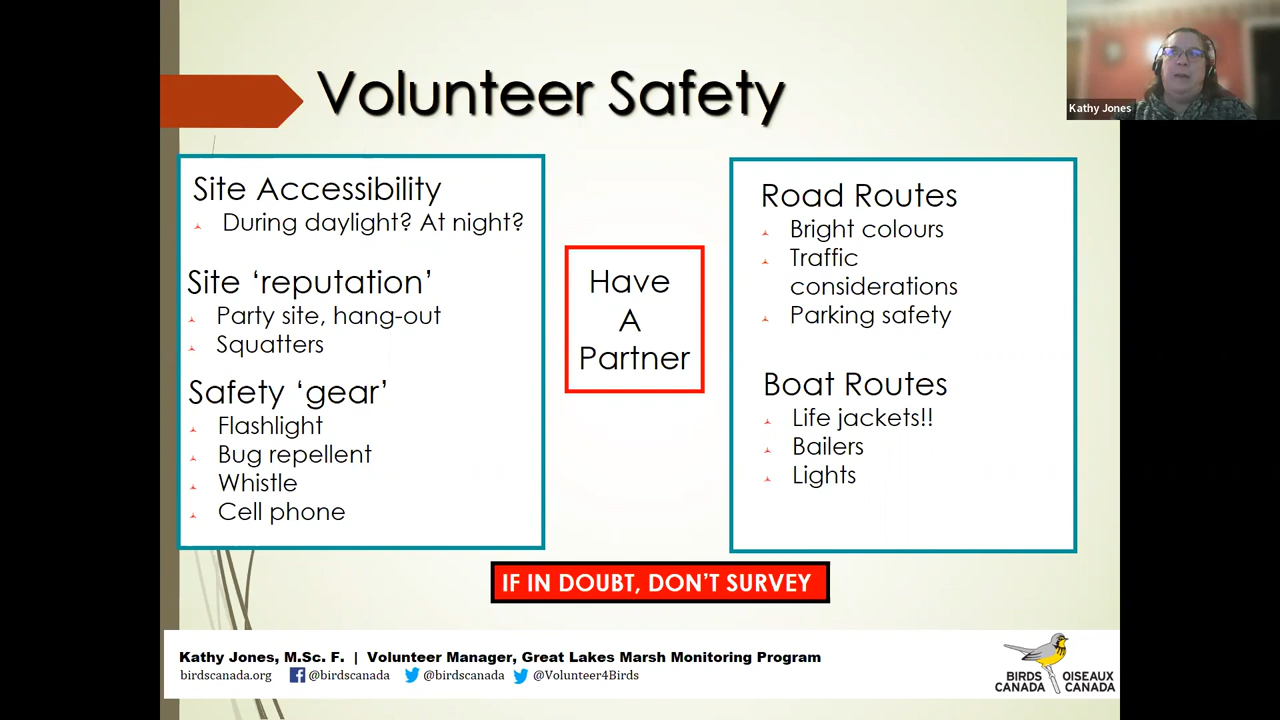 Volunteer Safety
Kathy Jones
Site Accessibility
During daylight? At night?
Site ‘reputation’
Party site, hang-out
Squatters
Safety ‘gear’
Flashlight
Bug repellent
Whistle
Cell phone
Have
A
Partner
Road Routes
Bright colours
Traffic
considerations
Parking safety
Boat Routes
Life jackets!!
Bailers
Lights
IF IN DOUBT, DON’T SURVEY
Kathy Jones, M.Sc. F. | Volunteer Manager, Great Lakes Marsh Monitoring Program
birdscanada.org @birdscanada @birdscanada @Volunteer4Birds
BIRDS OISEAUX
CANADA CANADA